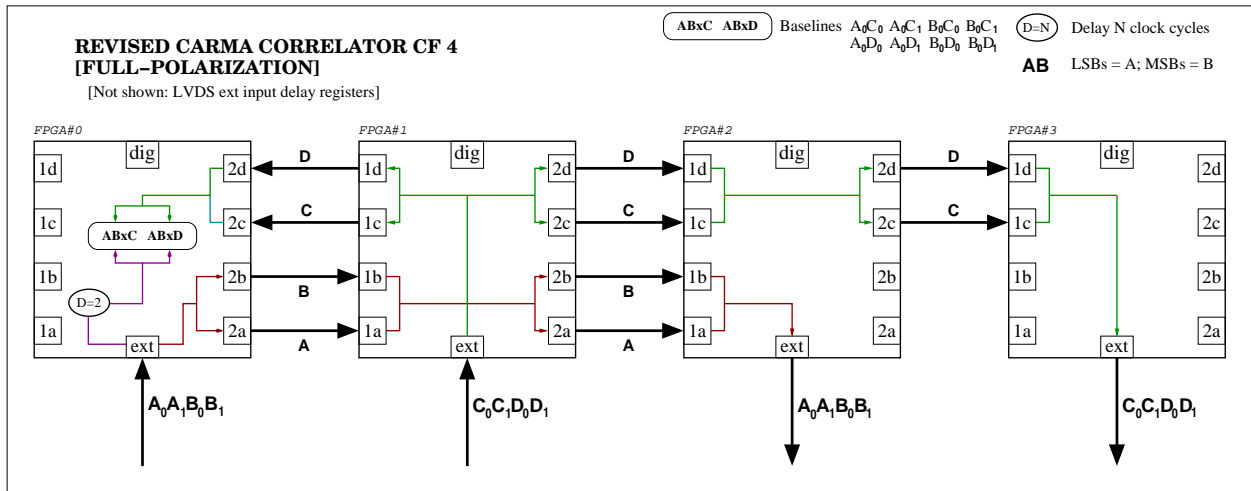 REVISED CARMA CORRELATOR CF 4
[FULL−POLARIZATION]
[Not shown: LVDS ext input delay registers]
ABxC ABxD Baselines A₀C₀ A₀C₁ B₀C₀ B₀C₁
A₀D₀ A₀D₁ B₀D₀ B₀D₁
D=N Delay N clock cycles
AB LSBs = A; MSBs = B
FPGA#0
dig
1d
1c
1b
1a
2d
2c
2b
2a
ABxC ABxD
D=2
ext
A₀A₁B₀B₁
D
C
B
A
FPGA#1
dig
1d
1c
1b
1a
2d
2c
2b
2a
ext
C₀C₁D₀D₁
D
C
B
A
FPGA#2
dig
1d
1c
1b
1a
2d
2c
2b
2a
ext
A₀A₁B₀B₁
D
C
FPGA#3
dig
1d
1c
1b
1a
2d
2c
2b
2a
ext
C₀C₁D₀D₁